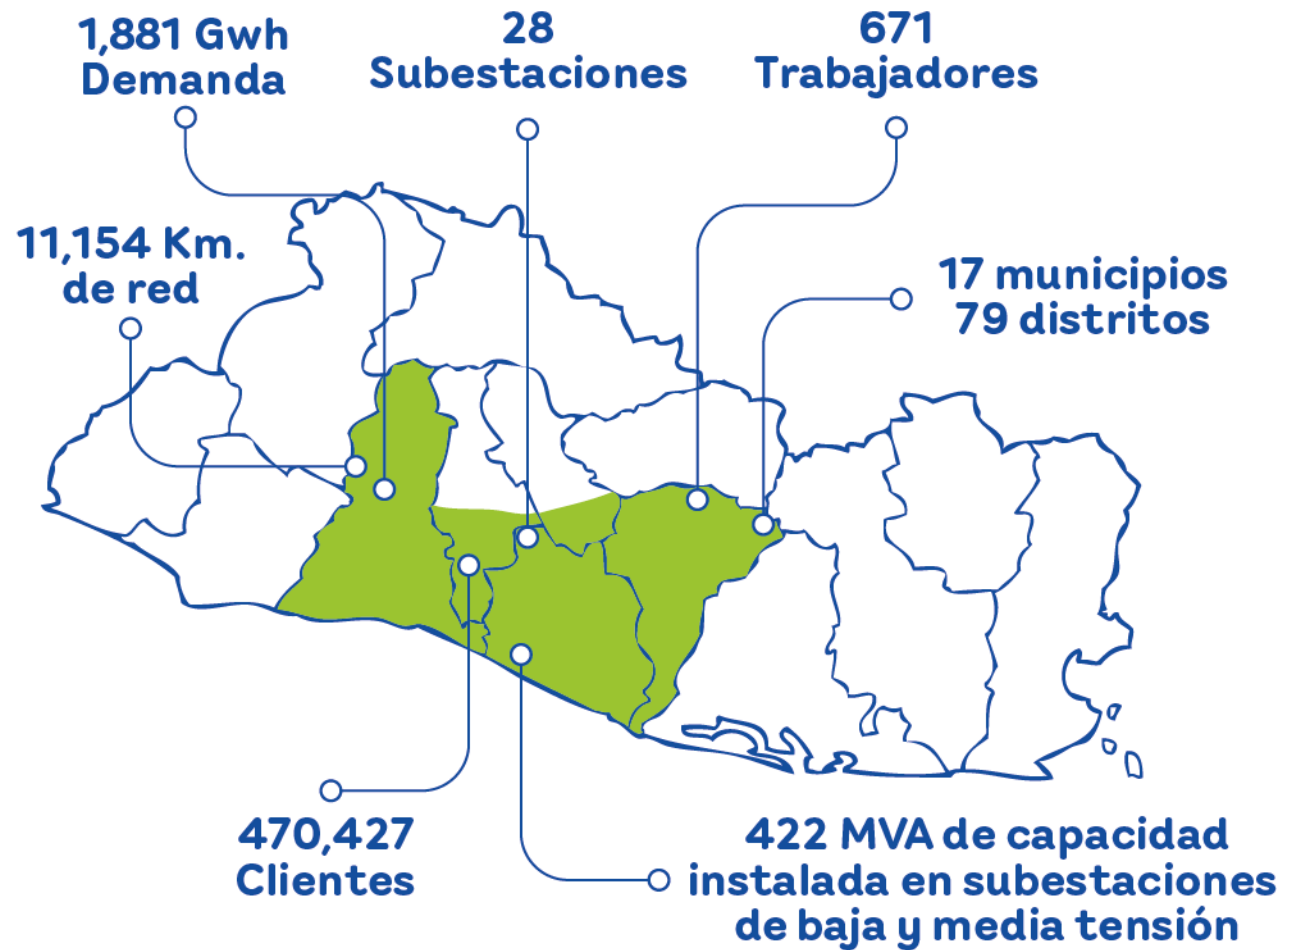 1,881 Gwh
Demanda
28
Subestaciones
671
Trabajadores
11,154 Km.
de red
17 municipios
79 distritos
470,427
Clientes
422 MVA de capacidad
instalada en subestaciones
de baja y media tensión